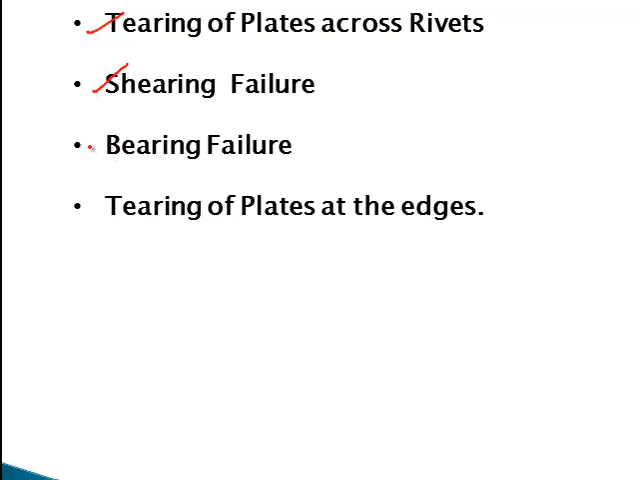 • Tearing of Plates across Rivets
• Shearing Failure
• Bearing Failure
• Tearing of Plates at the edges.